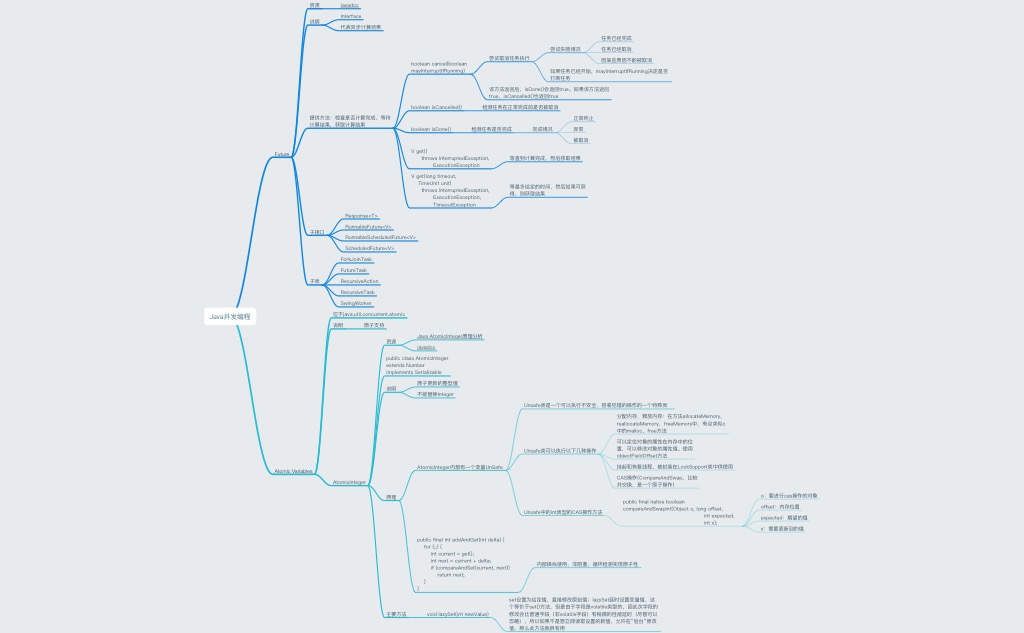 资源
javadoc
说明
interface
代表异步计算结果
boolean cancel(boolean
mayInterruptIfRunning)
尝试取消任务执行
尝试失败情况
任务已经完成
任务已经取消
因某些原因不能被取消
如果任务已经开始，mayInterruptIfRunning决定是否
打断任务
该方法返回后，isDone()会返回true，如果该方法返回
true，isCancelled()也返回true
boolean isCancelled()
检测任务在正常完成前是否被取消
提供方法：检查是否计算完成、等待
计算结果、获取计算结果
boolean isDone()
检测任务是否完成
完成情况
正常终止
异常
被取消
V get()
throws InterruptedException,
ExecutionException
等直到计算完成，然后获取结果
V get(long timeout,
TimeUnit unit)
throws InterruptedException,
ExecutionException,
TimeoutException
等最多给定的时间，然后如果可获
得，则获取结果
Future
子接口
Response<T>
RunnableFuture<V>
RunnableScheduledFuture<V>
ScheduledFuture<V>
子类
ForkJoinTask
FutureTask
RecursiveAction
RecursiveTask
SwingWorker
Java并发编程
位于java.util.concurrent.atomic
说明
原子支持
资源
Java AtomicInteger原理分析
javadoc
public class AtomicInteger
extends Number
implements Serializable
说明
原子更新的整型值
不能替换Integer
Atomic Variables
AtomicInteger
原理
AtomicInteger内部有一个变量UnSafe
Unsafe类是一个可以执行不安全、容易犯错的操作的一个特殊类
Unsafe类可以执行以下几种操作
分配内存，释放内存：在方法allocateMemory,
reallocateMemory，freeMemory中，有点类似c
中的malloc，free方法
可以定位对象的属性在内存中的位
置，可以修改对象的属性值。使用
objectFieldOffset方法
挂起和恢复线程，被封装在LockSupport类中供使用
CAS操作(CompareAndSwap，比较
并交换，是一个原子操作)
Unsafe中的int类型的CAS操作方法
public final native boolean
compareAndSwapInt(Object o, long offset,
int expected,
int x);
o：要进行cas操作的对象
offset：内存位置
expected：期望的值
x：需要更新到的值
public final int addAndGet(int delta) {
for (;;) {
int current = get();
int next = current + delta;
if (compareAndSet(current, next))
return next;
}
}
主要方法
void lazySet(int newValue)
set设置为给定值，直接修改原始值；lazySet延时设置变量值，这
个等价于set()方法，但是由于字段是volatile类型的，因此次字段的
修改会比普通字段（非volatile字段）有稍微的性能延时（尽管可以
忽略），所以如果不是想立即读取设置的新值，允许在“后台”修改
值，那么此方法就很有用